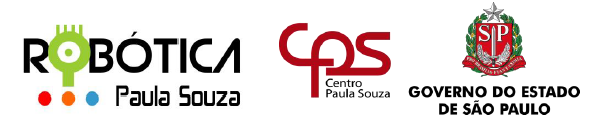 ROBÓTICA
Paula Souza
cps
Centro
Paula Souza
SP
GOVERNO DO ESTADO
DE SÃO PAULO